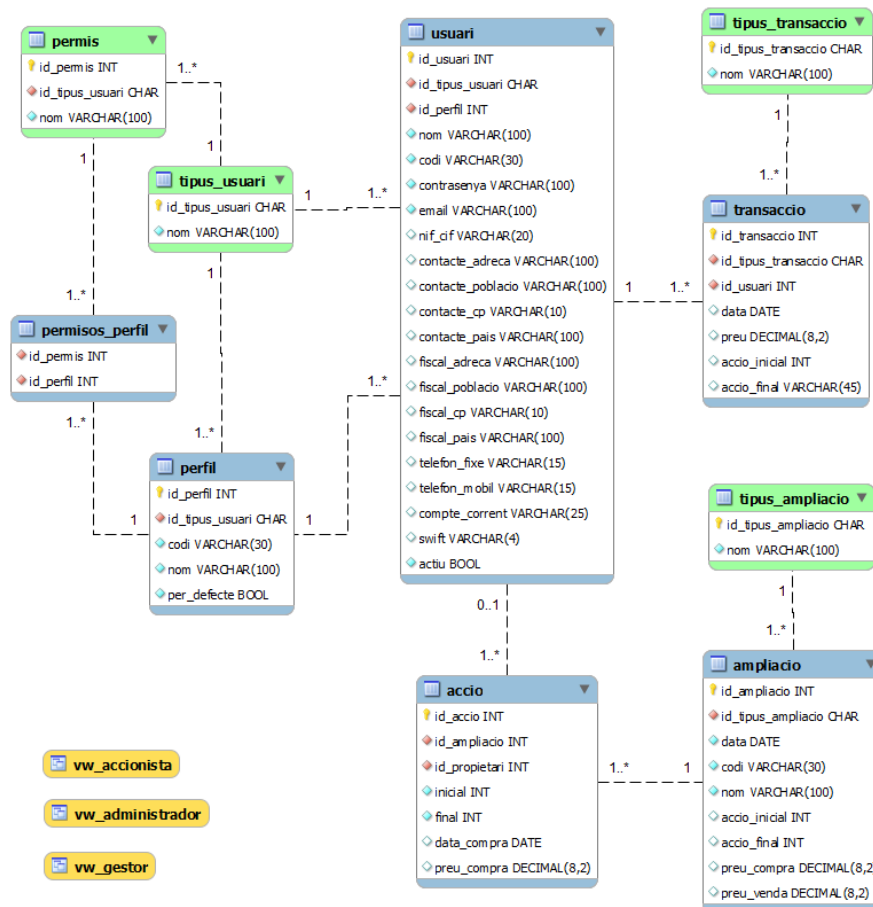 permis
id_permis INT
id_tipus_usuari CHAR
nom VARCHAR(100)
1..*
1
1
1..*
tipus_usuari
id_tipus_usuari CHAR
nom VARCHAR(100)
1
1..*
1
1..*
permisos_perfil
id_permis INT
id_perfil INT
1..*
1
perfil
id_perfil INT
id_tipus_usuari CHAR
codi VARCHAR(30)
nom VARCHAR(100)
per_defecte BOOL
1
1..*
usuari
id_usuari INT
id_tipus_usuari CHAR
id_perfil INT
nom VARCHAR(100)
codi VARCHAR(30)
contrasenya VARCHAR(100)
email VARCHAR(100)
nif_cif VARCHAR(20)
contacte_adreca VARCHAR(100)
contacte_poblacio VARCHAR(100)
contacte_cp VARCHAR(10)
contacte_pais VARCHAR(100)
fiscal_adreca VARCHAR(100)
fiscal_poblacio VARCHAR(100)
fiscal_cp VARCHAR(10)
fiscal_pais VARCHAR(100)
telefon_fixe VARCHAR(15)
telefon_mobil VARCHAR(15)
compte_corrent VARCHAR(25)
swift VARCHAR(4)
actiu BOOL
1
1..*
0..1
1..*
tipus_transaccio
id_tipus_transaccio CHAR
nom VARCHAR(100)
1
1..*
transaccio
id_transaccio INT
id_tipus_transaccio CHAR
id_usuari INT
data DATE
preu DECIMAL(8,2)
accio_inicial INT
accio_final VARCHAR(45)
tipus_ampliacio
id_tipus_ampliacio CHAR
nom VARCHAR(100)
1
1..*
accio
id_accio INT
id_ampliacio INT
id_propietari INT
inicial INT
final INT
data_compra DATE
preu_compra DECIMAL(8,2)
1..*
1
ampliacio
id_ampliacio INT
id_tipus_ampliacio CHAR
data DATE
codi VARCHAR(30)
nom VARCHAR(100)
accio_inicial INT
accio_final INT
preu_compra DECIMAL(8,2
preu_venda DECIMAL(8,2)
vw_accionista
vw_administrador
vw_gestor